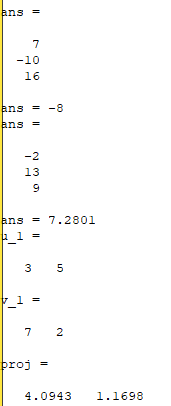 ans =
7
-10
16
ans = -8
ans =
-2
13
9
ans = 7.2801
u_1 =
3 5
v_1 =
7 2
proj =
4.0943 1.1698